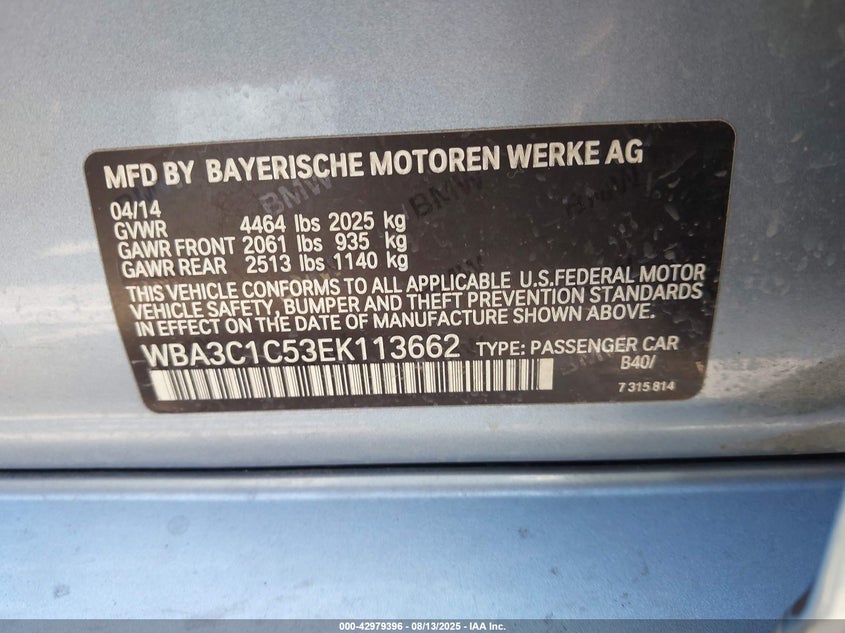 MFD BY BAYERISCHE MOTOREN WERKE AG
04/14
GVWR 4464 lbs 2025 kg
GAWR FRONT 2061 lbs 935 kg
GAWR REAR 2513 lbs 1140 kg
THIS VEHICLE CONFORMS TO ALL APPLICABLE U.S.FEDERAL MOTOR
VEHICLE SAFETY, BUMPER AND THEFT PREVENTION STANDARDS
IN EFFECT ON THE DATE OF MANUFACTURE SHOWN ABOVE.
WBA3C1C53EK113662 TYPE: PASSENGER CAR
B40/
7 315 814
000-42979396 - 08/13/2025 - IAA Inc.